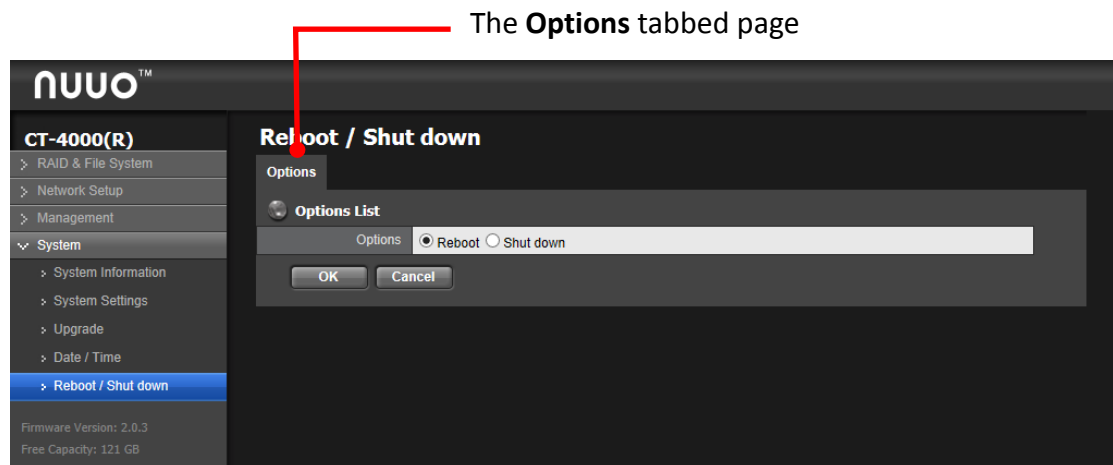 The Options tabbed page
nuuo™
CT-4000(R)
RAID & File System
Network Setup
Management
System
System Information
System Settings
Upgrade
Date / Time
Reboot / Shut down
Firmware Version: 2.0.3
Free Capacity: 121 GB
Reboot / Shut down
Options
Options List
Options Reboot Shut down
OK Cancel